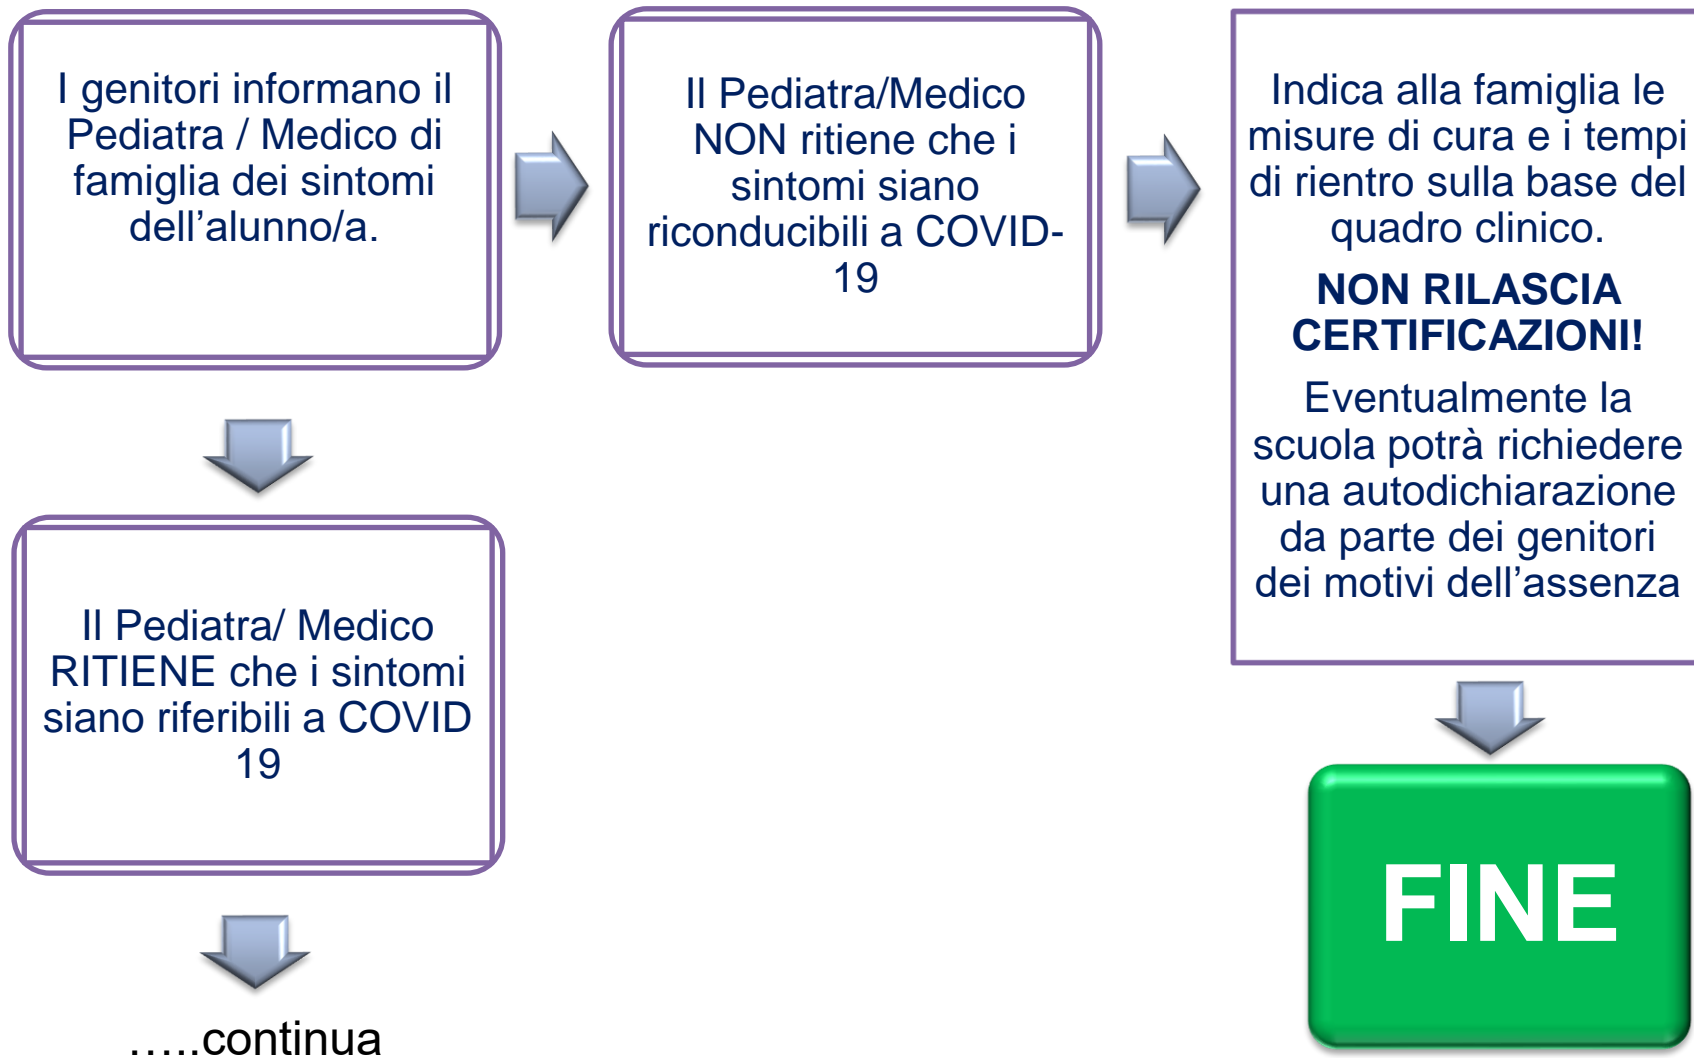 I genitori informano il
Pediatra / Medico di
famiglia dei sintomi
dell’alunno/a.
Il Pediatra/Medico
NON ritiene che i
sintomi siano
riconducibili a COVID-
19
Indica alla famiglia le
misure di cura e i tempi
di rientro sulla base del
quadro clinico.
NON RILASCIA
CERTIFICAZIONI!
Eventualmente la
scuola potrà richiedere
una autodichiarazione
da parte dei genitori
dei motivi dell’assenza
Il Pediatra/ Medico
RITIENE che i sintomi
siano riferibili a COVID
19
FINE
…..continua